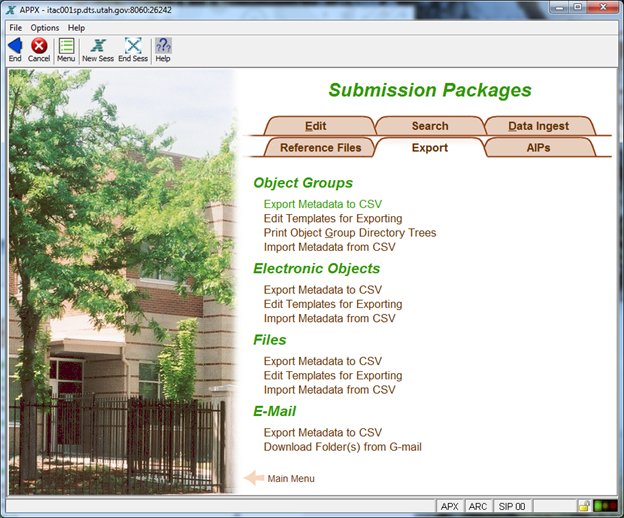 APPX - itac001sp.dts.utah.gov:8060:26242
File Options Help
End Cancel Menu New Sess End Sess Help
Submission Packages
Edit Search Data Ingest
Reference Files Export AIPs
Object Groups
Export Metadata to CSV
Edit Templates for Exporting
Print Object Group Directory Trees
Import Metadata from CSV
Electronic Objects
Export Metadata to CSV
Edit Templates for Exporting
Import Metadata from CSV
Files
Export Metadata to CSV
Edit Templates for Exporting
Import Metadata from CSV
E-Mail
Export Metadata to CSV
Download Folder(s) from G-mail
Main Menu
APX ARC SIP 00